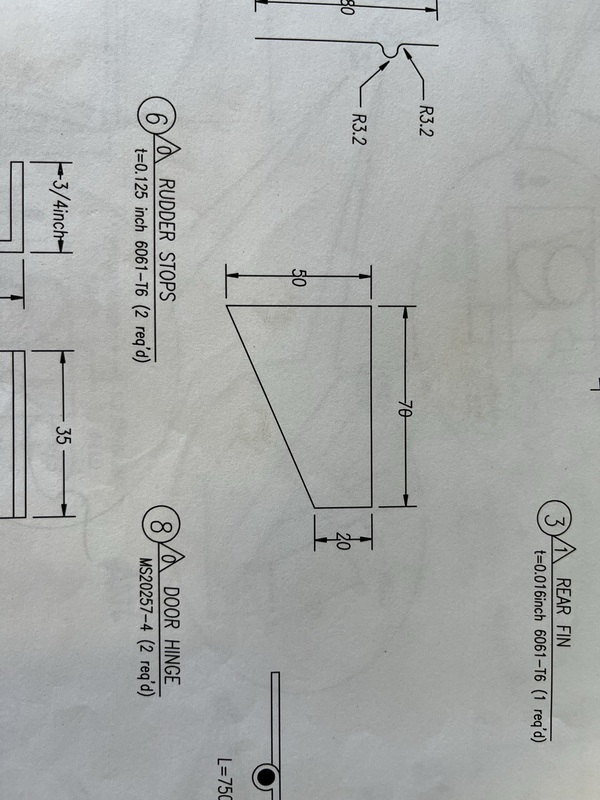 80
R3.2
R3.2
3 1 REAR FIN
t=0.016inch 6061-T6 (1 req'd)
70
50
20
6 0 RUDDER STOPS
t=0.125 inch 6061-T6 (2 req'd)
8 0 DOOR HINGE
MS20257-4 (2 req'd)
3/4inch
35
L=750